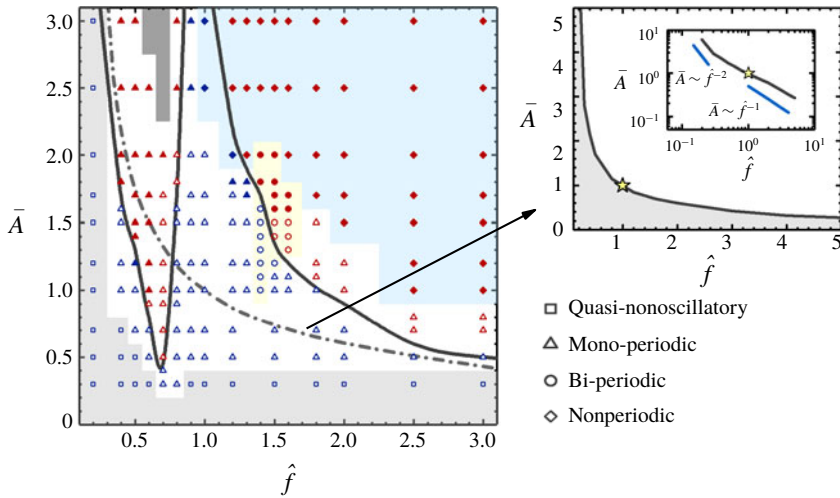 3.0
2.5
2.0
1.5
1.0
0.5
0
Ā
0.5 1.0 1.5 2.0 2.5 3.0
f̂
5
4
3
2
1
0
Ā
1 2 3 4 5
f̂
10¹
10⁰
10⁻¹
Ā
Ā ~ f̂⁻²
Ā ~ f̂⁻¹
10⁻¹ 10⁰ 10¹
f̂
Quasi-nonoscillatory
Mono-periodic
Bi-periodic
Nonperiodic